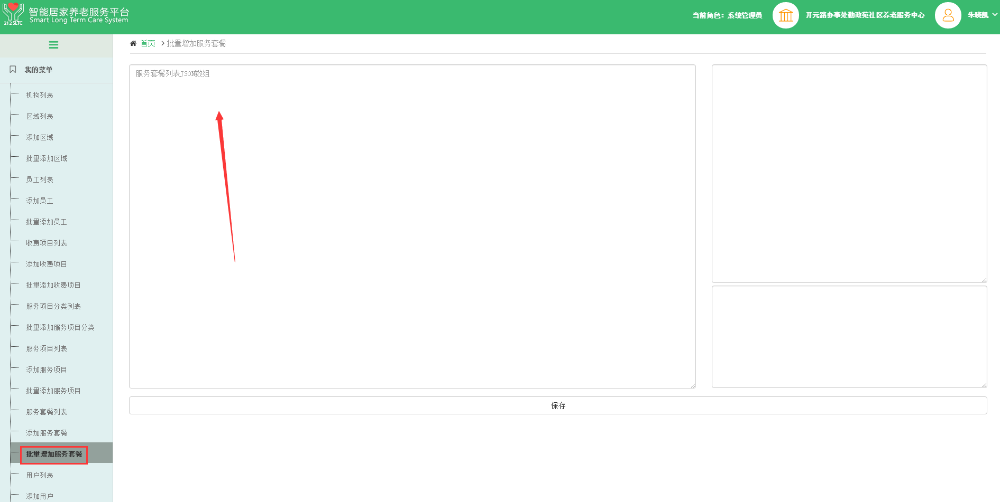 智能居家养老服务平台
Smart Long Term Care System
212SLTC
当前角色：系统管理员
开元路办事处勤政苑社区养老服务中心
朱晓凯
首页
批量增加服务套餐
我的菜单
机构列表
区域列表
添加区域
批量添加区域
员工列表
添加员工
批量添加员工
收费项目列表
添加收费项目
批量添加收费项目
服务项目分类列表
批量添加服务项目分类
服务项目列表
添加服务项目
批量添加服务项目
服务套餐列表
添加服务套餐
批量增加服务套餐
用户列表
添加用户
服务套餐列表JSON数组
保存